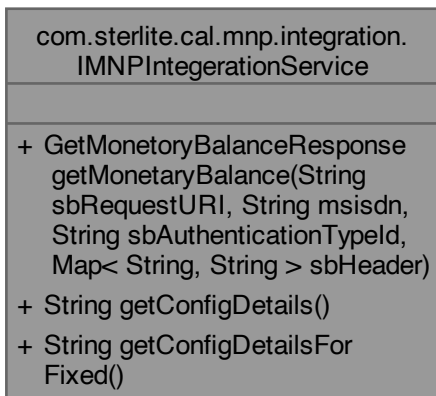 com.sterlite.cal.mnp.integration.
IMNPIntegerationService
+ GetMonetoryBalanceResponse
getMonetaryBalance(String
sbRequestURI, String msisdn,
String sbAuthenticationTypeId,
Map< String, String > sbHeader)
+ String getConfigDetails()
+ String getConfigDetailsFor
Fixed()